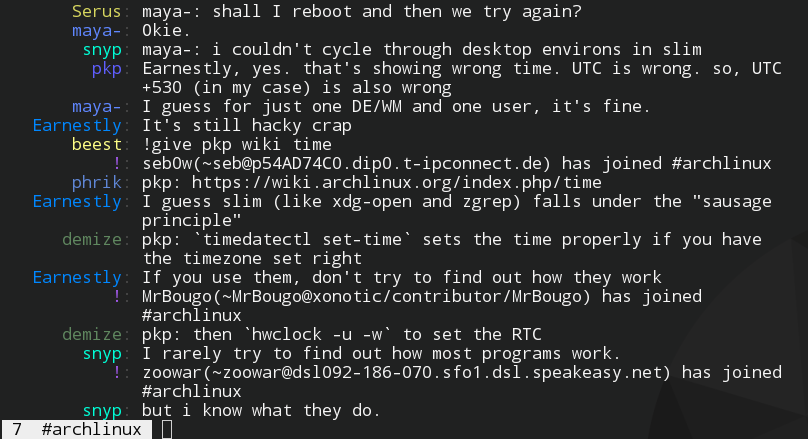 Serus: maya-: shall I reboot and then we try again?
maya-: Okie.
snyp: maya-: i couldn't cycle through desktop environs in slim
pkp: Earnestly, yes. that's showing wrong time. UTC is wrong. so, UTC
+530 (in my case) is also wrong
maya-: I guess for just one DE/WM and one user, it's fine.
Earnestly: It's still hacky crap
beest: !give pkp wiki time
!: seb0w(~seb@p54AD74C0.dip0.t-ipconnect.de) has joined #archlinux
phrik: pkp: https://wiki.archlinux.org/index.php/time
Earnestly: I guess slim (like xdg-open and zgrep) falls under the "sausage
principle"
demize: pkp: `timedatectl set-time` sets the time properly if you have
the timezone set right
Earnestly: If you use them, don't try to find out how they work
!: MrBougo(~MrBougo@xonotic/contributor/MrBougo) has joined
#archlinux
demize: pkp: then `hwclock -u -w` to set the RTC
snyp: I rarely try to find out how most programs work.
!: zoowar(~zoowar@dsl092-186-070.sfo1.dsl.speakeasy.net) has joined
#archlinux
snyp: but i know what they do.
7 #archlinux